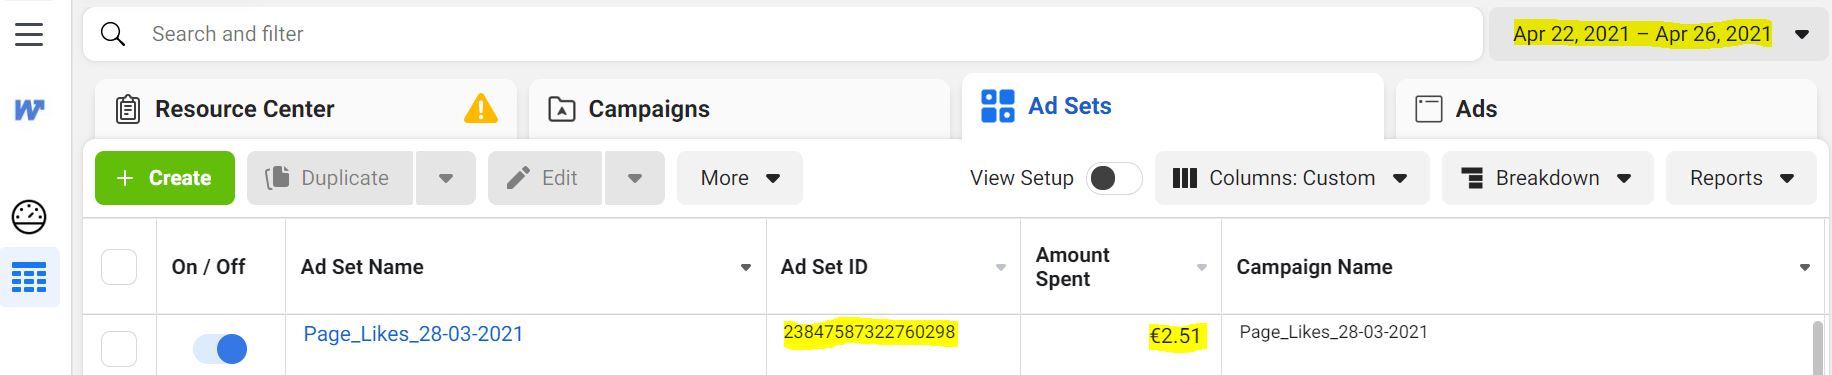 Search and filter
Apr 22, 2021 – Apr 26, 2021
Resource Center
Campaigns
Ad Sets
Ads
+ Create
Duplicate
Edit
More
View Setup
Columns: Custom
Breakdown
Reports
On / Off
Ad Set Name
Ad Set ID
Amount
Spent
Campaign Name
Page_Likes_28-03-2021
23847587322760298
€2.51
Page_Likes_28-03-2021